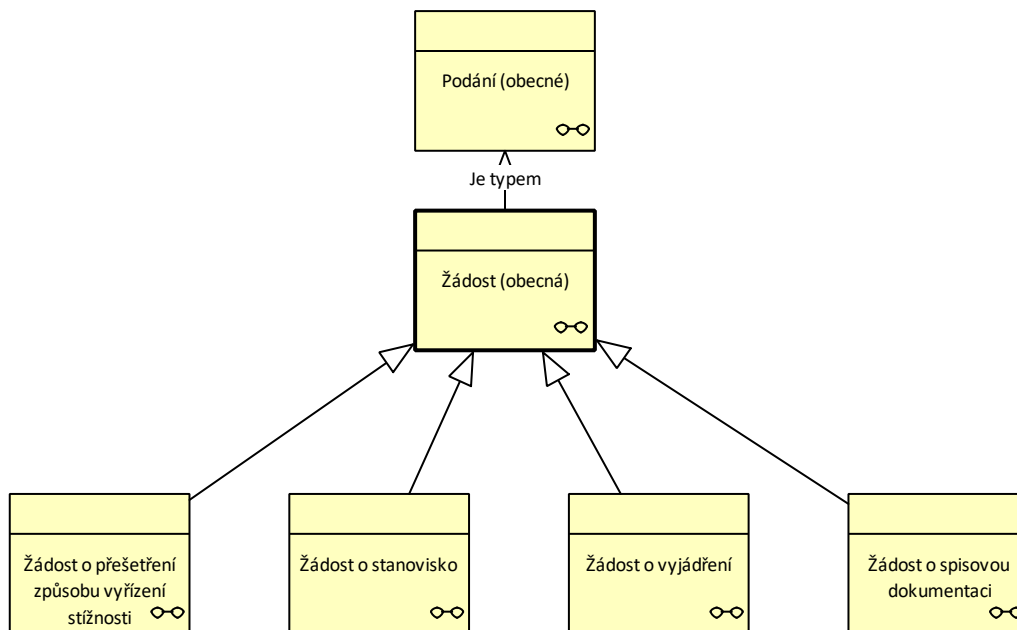 Podání (obecné)
Je typem
Žádost (obecná)
Žádost o přešetření
způsobu vyřízení
stížnosti
Žádost o stanovisko
Žádost o vyjádření
Žádost o spisovou
dokumentaci